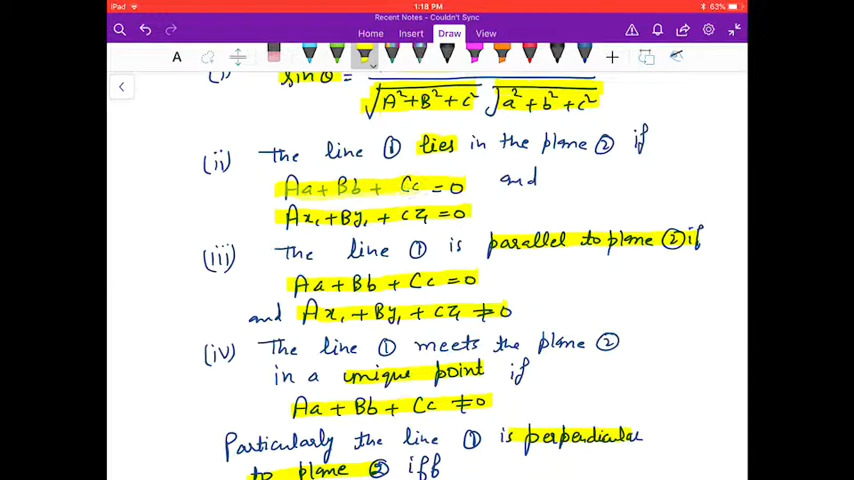 iPad
1:18 PM
63%
Recent Notes - Couldn't Sync
Home Insert Draw View
A
sin θ =
√A²+B²+c² √a²+b²+c²
(ii) The line ① lies in the plane ② if
Aa+Bb+Cc=0 and
Ax₁+By₁+cz₁=0
(iii) The line ① is parallel to plane ② if
Aa+Bb+Cc=0
and Ax₁+By₁+cz₁≠0
(iv) The line ① meets the plane ②
in a unique point if
Aa+Bb+Cc≠0
Particularly the line ① is perpendicular
to plane ② iff